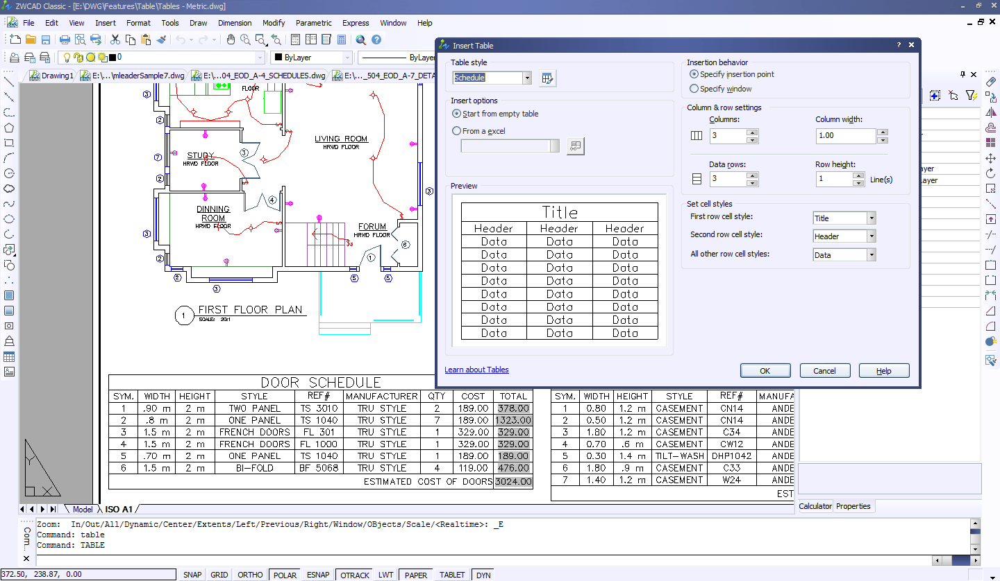 ZWCAD Classic - [E:\DWG\Features\Table\Tables - Metric.dwg]
File Edit View Insert Format Tools Draw Dimension Modify Parametric Express Window Help
0
ByLayer
ByLayer
Drawing1
E:\...\mleaderSample7.dwg
E:\...04_EOD_A-4_SCHEDULES.dwg
E:\..._504_EOD_A-7_DETA
FLOOR
LIVING ROOM
HRWD FLOOR
STUDY
HRWD FLOOR
DINNING
ROOM
HRWD FLOOR
FORUM
HRWD FLOOR
3
2
7
2
3
3
4
3
2
2
3
1
6
5
5
1
FIRST FLOOR PLAN
SCALE: 20:1
Insert Table
?
Table style
Schedule
Insert options
Start from empty table
From a excel
Preview
Title
Header Header Header
Data Data Data
Data Data Data
Data Data Data
Data Data Data
Data Data Data
Data Data Data
Data Data Data
Data Data Data
Insertion behavior
Specify insertion point
Specify window
Column & row settings
Columns: Column width:
3 1.00
Data rows: Row height:
3 1 Line(s)
Set cell styles
First row cell style: Title
Second row cell style: Header
All other row cell styles: Data
Learn about Tables
OK Cancel Help
ayer
Layer
DOOR SCHEDULE
SYM. WIDTH HEIGHT STYLE REF# MANUFACTURER QTY COST TOTAL
1 .90 m 2 m TWO PANEL TS 3010 TRU STYLE 2 189.00 378.00
2 .8 m 2 m ONE PANEL TS 1040 TRU STYLE 7 189.00 1323.00
3 1.5 m 2 m FRENCH DOORS FL 301 TRU STYLE 1 329.00 329.00
4 1.5 m 2 m FRENCH DOORS FL 1000 TRU STYLE 1 329.00 329.00
5 .70 m 2 m ONE PANEL TS 1040 TRU STYLE 1 189.00 189.00
6 1.5 m 2 m BI-FOLD BF 5068 TRU STYLE 4 119.00 476.00
ESTIMATED COST OF DOORS 3024.00
SYM. WIDTH HEIGHT STYLE REF# MANUFA
1 0.80 1.2 m CASEMENT CN14 ANDE
2 0.50 1.2 m CASEMENT CN14 ANDE
3 1.80 1.2 m CASEMENT C34 ANDE
4 0.70 .6 m CASEMENT CW12 ANDE
5 0.30 1.4 m TILT-WASH DHP1042 ANDE
6 1.80 .9 m CASEMENT C33 ANDE
7 1.40 1.2 m CASEMENT W24 ANDE
EST
Y
X
Model ISO A1
Calculator Properties
Com...
Zoom: In/Out/All/Dynamic/Center/Extents/Left/Previous/Right/Window/OBjects/Scale/<Realtime>: _E
Command: table
Command: TABLE
372.50, 238.87, 0.00
SNAP GRID ORTHO POLAR ESNAP OTRACK LWT PAPER TABLET DYN